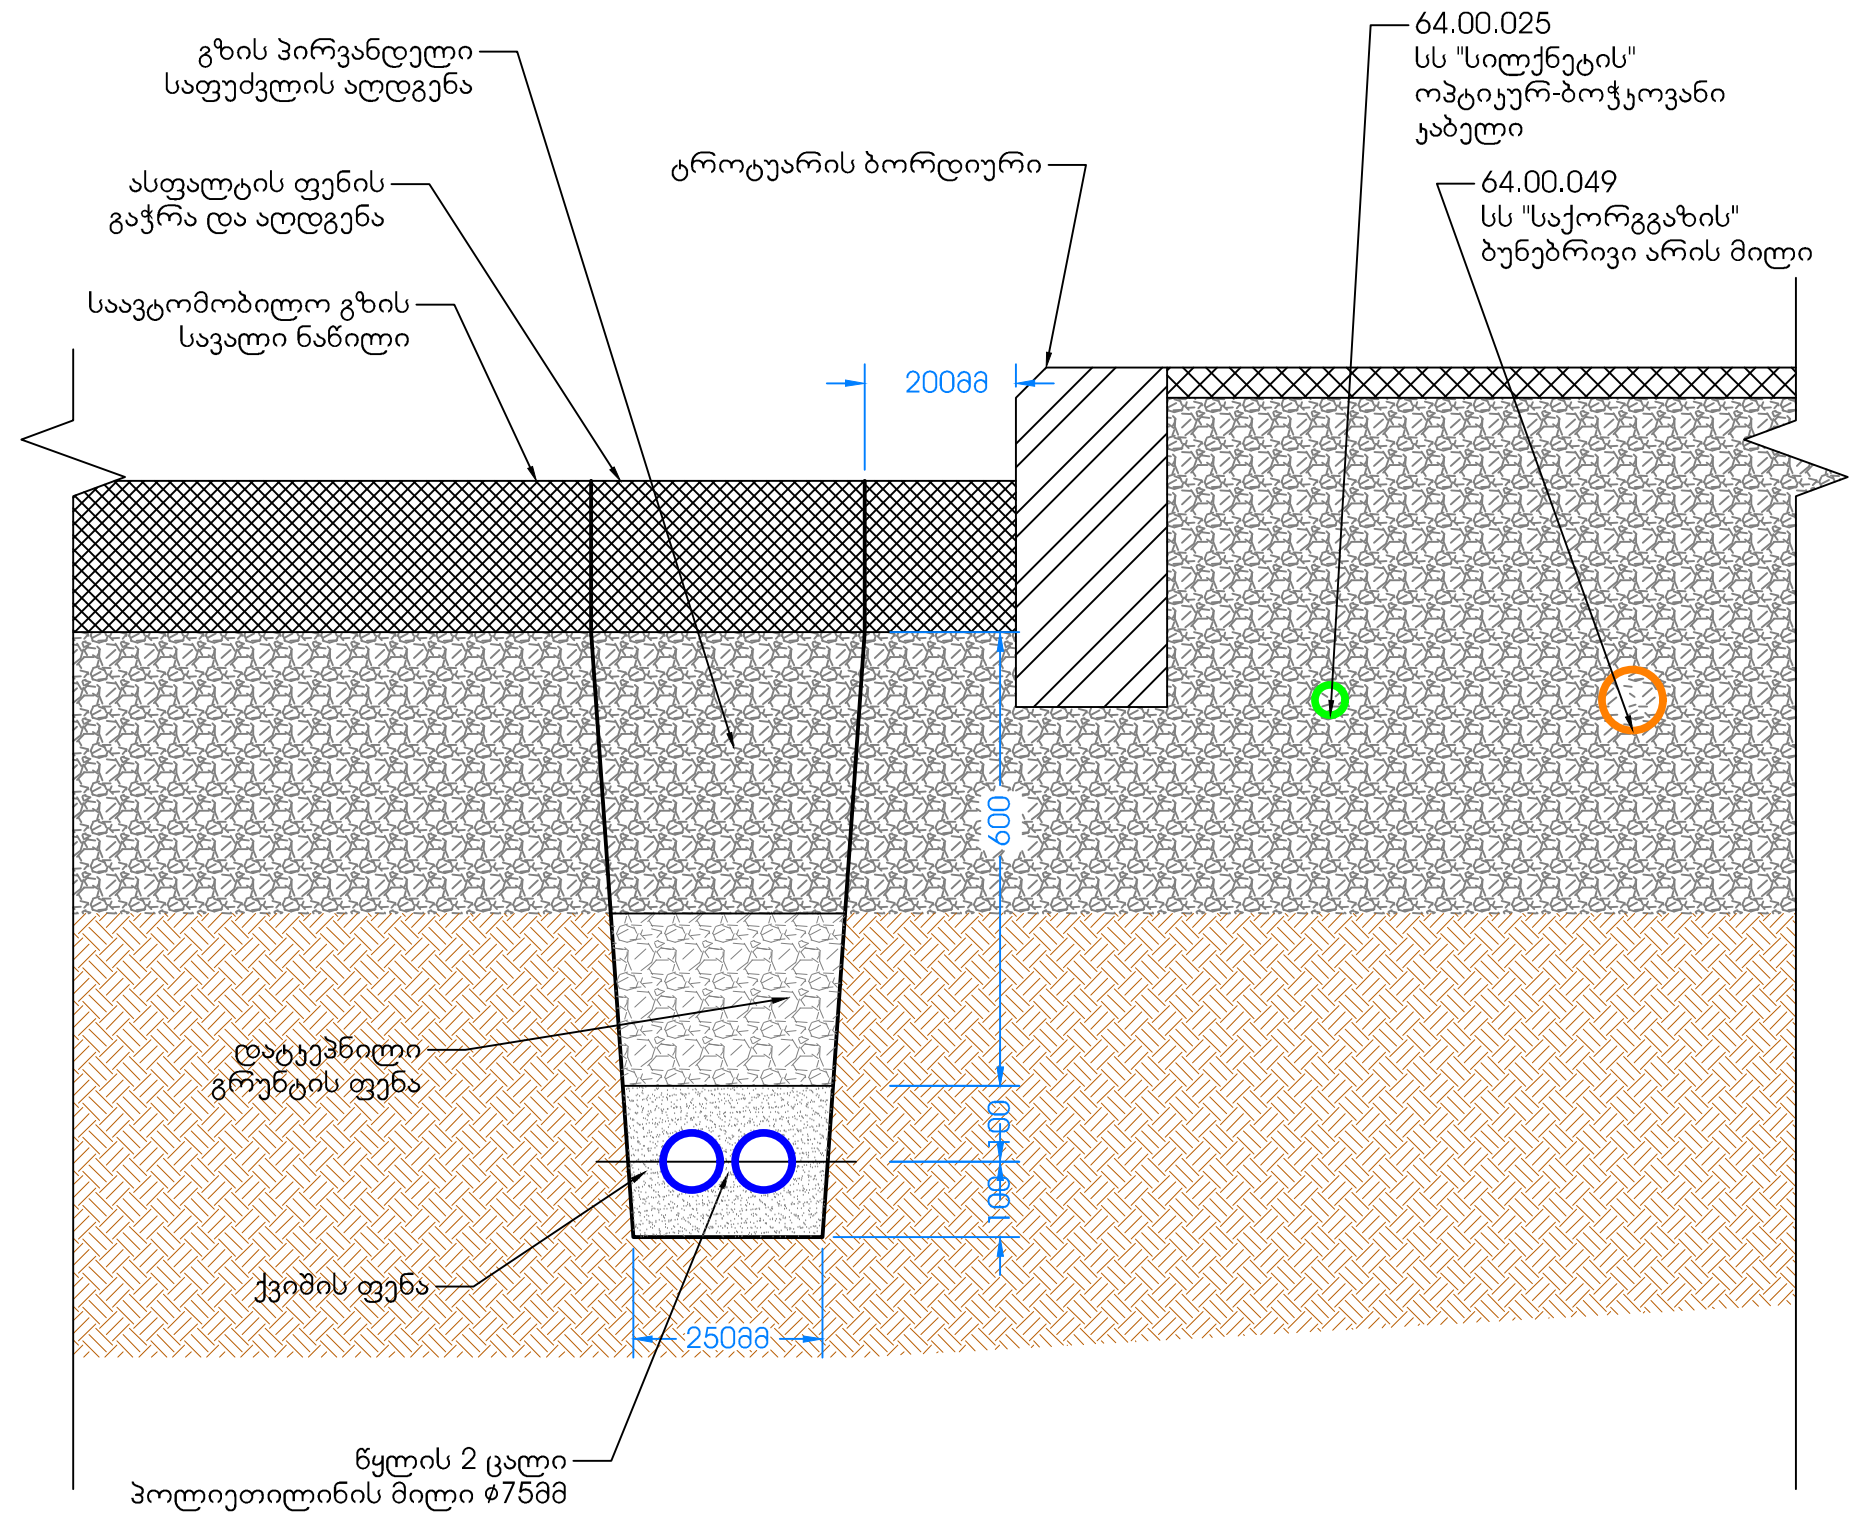 გზის პირვანდელი
საფუძვლის აღდგენა
ასფალტის ფენის
გაჭრა და აღდგენა
საავტომობილო გზის
სავალი ნაწილი
ტროტუარის ბორდიური
64.00.025
სს "სილქნეტის"
ოპტიკურ-ბოჭკოვანი
კაბელი
64.00.049
სს "საქორგგაზის"
ბუნებრივი არის მილი
200მმ
600
100
100
დატკეპნილი
გრუნტის ფენა
ქვიშის ფენა
250მმ
წყლის 2 ცალი
პოლიეთილინის მილი ⌀75მმ